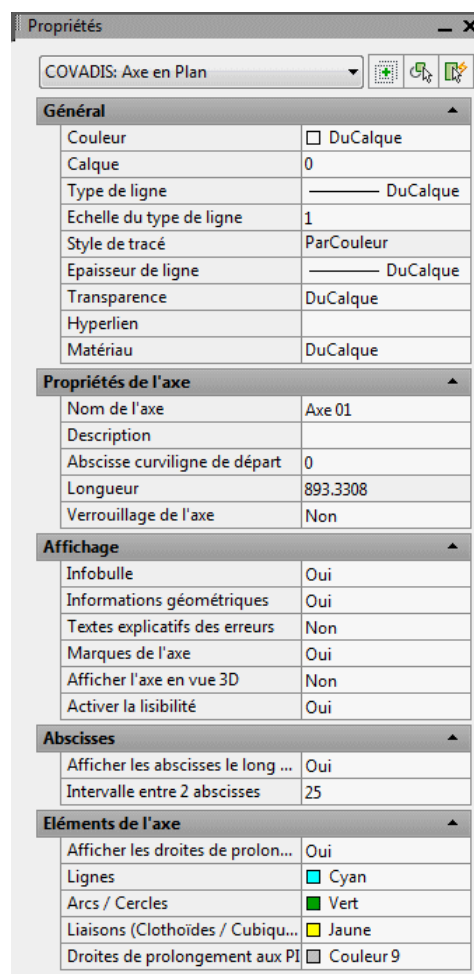 Propriétés
COVADIS: Axe en Plan
Général
Couleur DuCalque
Calque 0
Type de ligne DuCalque
Echelle du type de ligne 1
Style de tracé ParCouleur
Epaisseur de ligne DuCalque
Transparence DuCalque
Hyperlien
Matériau DuCalque
Propriétés de l'axe
Nom de l'axe Axe 01
Description
Abscisse curviligne de départ 0
Longueur 893.3308
Verrouillage de l'axe Non
Affichage
Infobulle Oui
Informations géométriques Oui
Textes explicatifs des erreurs Non
Marques de l'axe Oui
Afficher l'axe en vue 3D Non
Activer la lisibilité Oui
Abscisses
Afficher les abscisses le long ... Oui
Intervalle entre 2 abscisses 25
Eléments de l'axe
Afficher les droites de prolon... Oui
Lignes Cyan
Arcs / Cercles Vert
Liaisons (Clothoïdes / Cubiqu... Jaune
Droites de prolongement aux PI Couleur 9